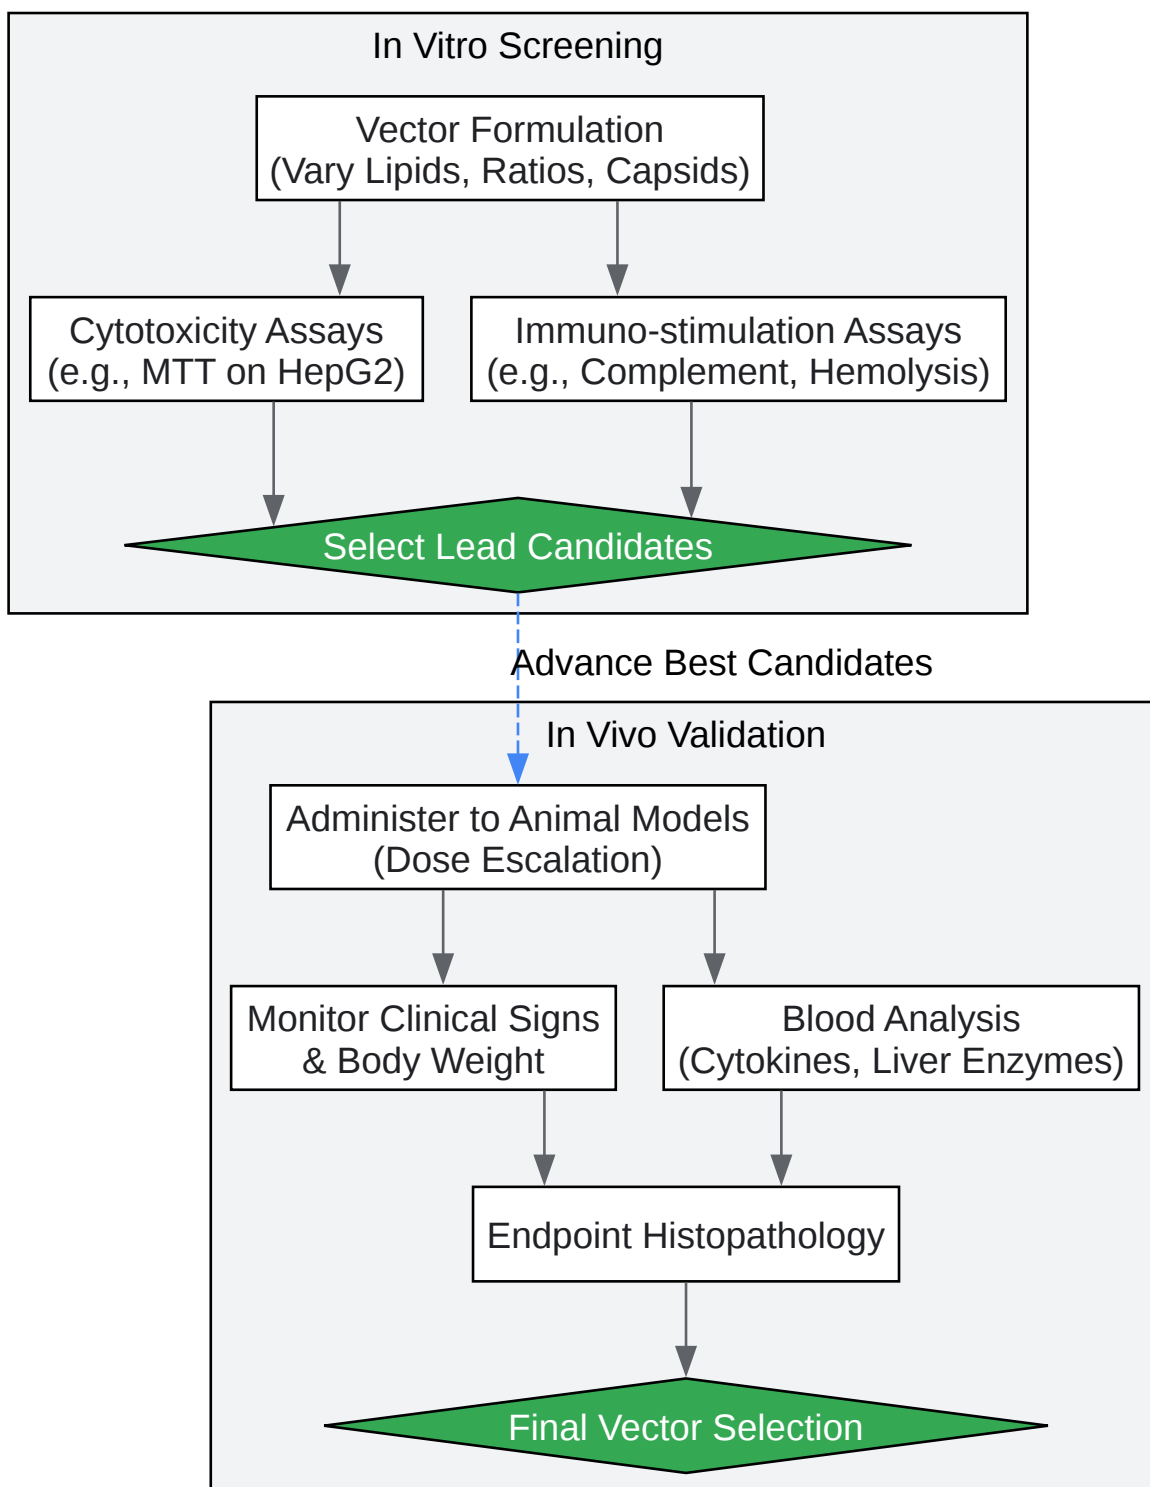 In Vitro Screening
Vector Formulation
(Vary Lipids, Ratios, Capsids)
Cytotoxicity Assays
(e.g., MTT on HepG2)
Immuno-stimulation Assays
(e.g., Complement, Hemolysis)
Select Lead Candidates
Advance Best Candidates
In Vivo Validation
Administer to Animal Models
(Dose Escalation)
Monitor Clinical Signs
& Body Weight
Blood Analysis
(Cytokines, Liver Enzymes)
Endpoint Histopathology
Final Vector Selection